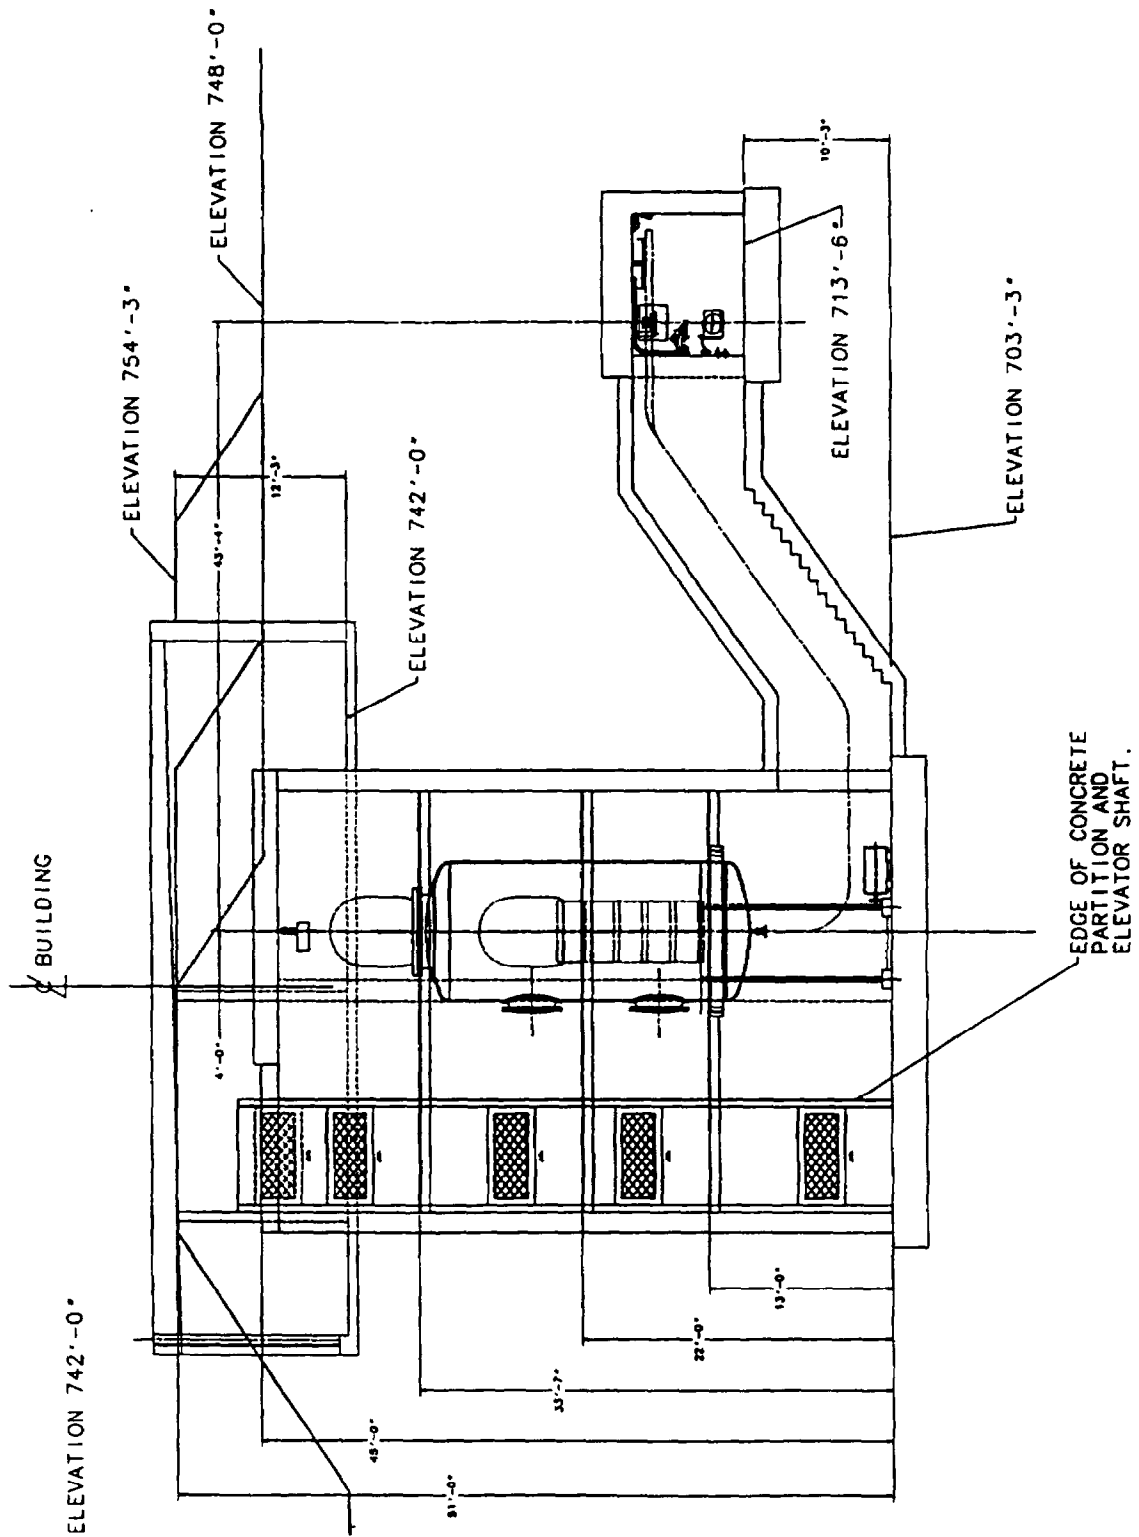 ELEVATION 748'-0"
ELEVATION 754'-3"
ELEVATION 742'-0"
12'-3"
43'-4"
10'-3"
ELEVATION 713'-6"
ELEVATION 703'-3"
℄ BUILDING
4'-0"
EDGE OF CONCRETE
PARTITION AND
ELEVATOR SHAFT.
13'-0"
22'-0"
33'-7"
45'-0"
51'-0"
ELEVATION 742'-0"